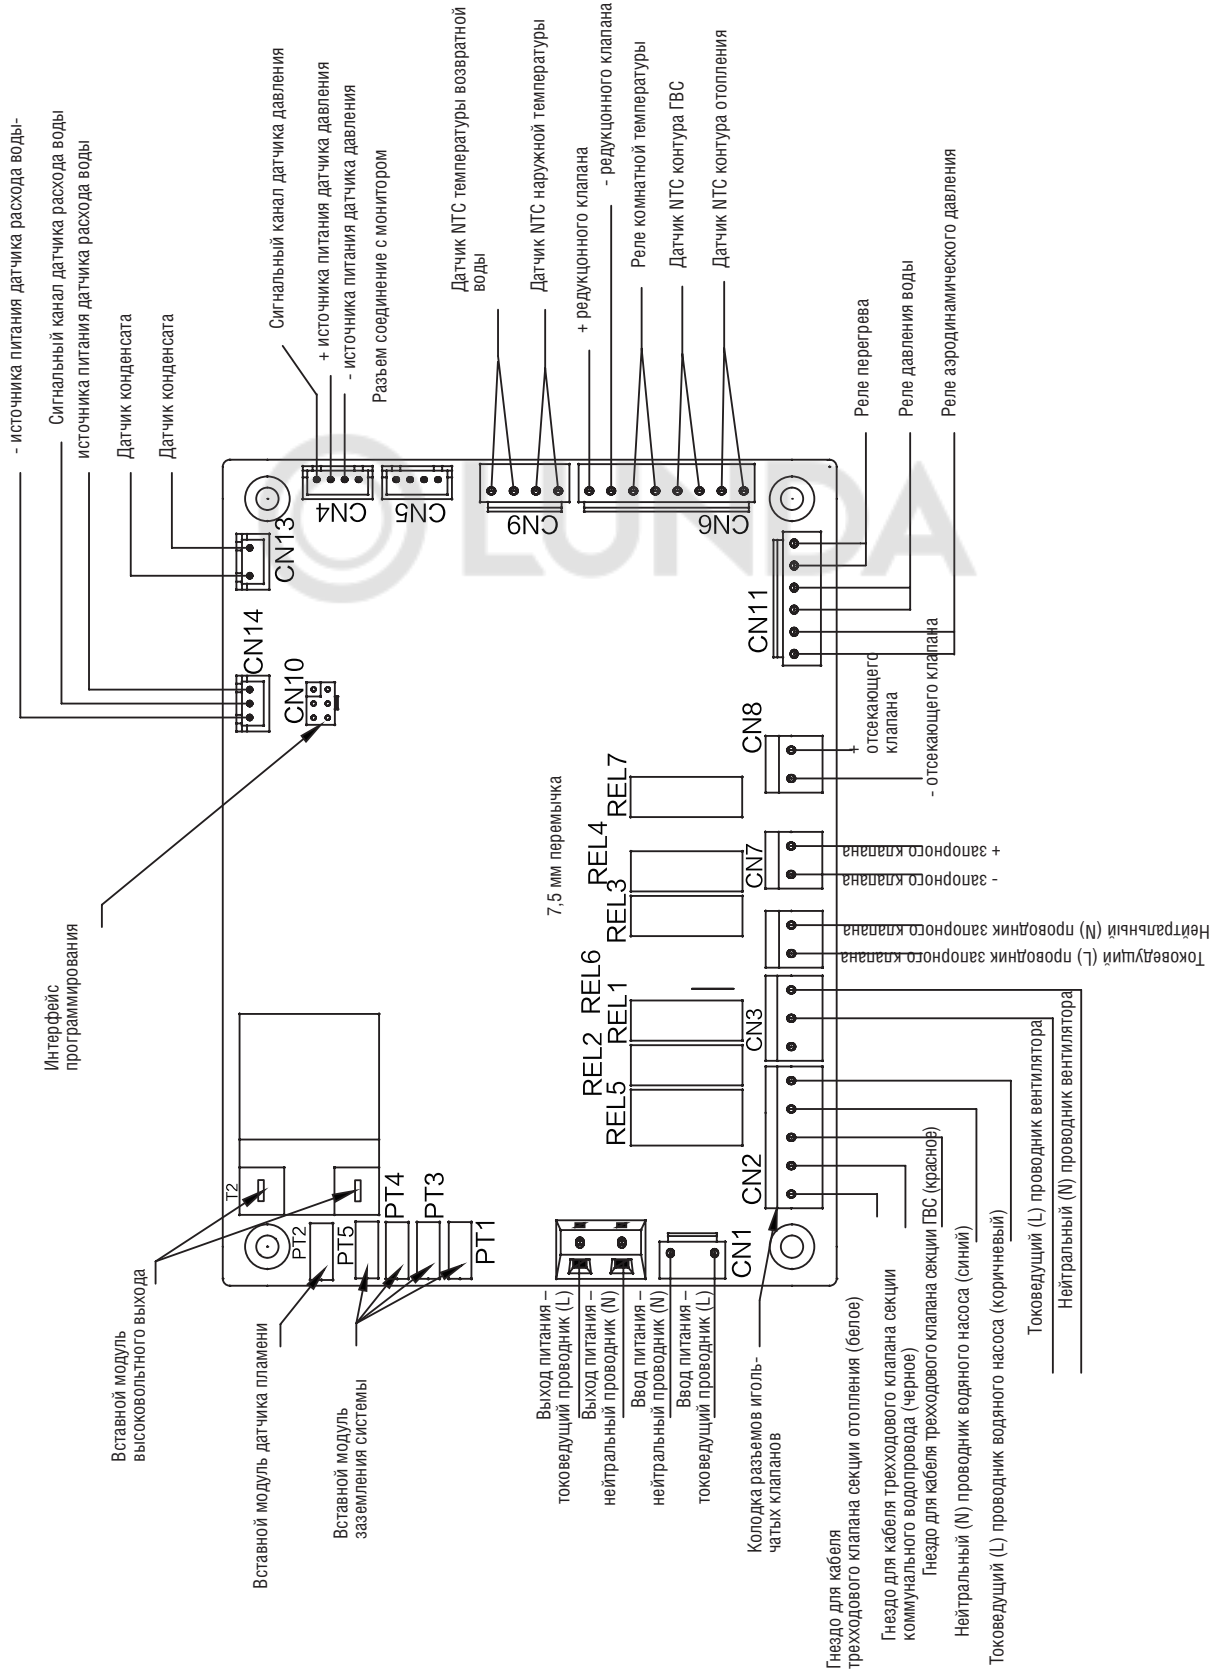 - источника питания датчика расхода воды-
Сигнальный канал датчика расхода воды
источника питания датчика расхода воды
Датчик конденсата
Датчик конденсата
Сигнальный канал датчика давления
+ источника питания датчика давления
- источника питания датчика давления
Разъем соединение с монитором
Датчик NTC температуры возвратной
воды
Датчик NTC наружной температуры
+ редукционного клапана
- редукционного клапана
Реле комнатной температуры
Датчик NTC контура ГВС
Датчик NTC контура отопления
Реле перегрева
Реле давления воды
Реле аэродинамического давления
Интерфейс
программирования
Вставной модуль
высоковольтного выхода
Вставной модуль датчика пламени
Вставной модуль
заземления системы
CN14
CN13
CN10
CN4
CN5
CN9
CN6
CN11
CN8
CN7
CN3
CN2
CN1
T2
PT2
PT5
PT4
PT3
PT1
REL7
REL4
REL3
REL6
REL1
REL2
REL5
7,5 мм перемычка
LUNDA
+
отсекающего
клапана
- отсекающего клапана
+ запорного клапана
- запорного клапана
Нейтральный (N) проводник запорного клапана
Токоведущий (L) проводник запорного клапана
Выход питания –
токоведущий проводник (L)
Выход питания –
нейтральный проводник (N)
Ввод питания –
нейтральный проводник (N)
Ввод питания –
токоведущий проводник (L)
Колодка разъемов иголь-
чатых клапанов
Гнездо для кабеля
трехходового клапана секции отопления (белое)
Гнездо для кабеля трехходового клапана секции
коммунального водопровода (черное)
Гнездо для кабеля трехходового клапана секции ГВС (красное)
Нейтральный (N) проводник водяного насоса (синий)
Токоведущий (L) проводник водяного насоса (коричневый)
Токоведущий (L) проводник вентилятора
Нейтральный (N) проводник вентилятора